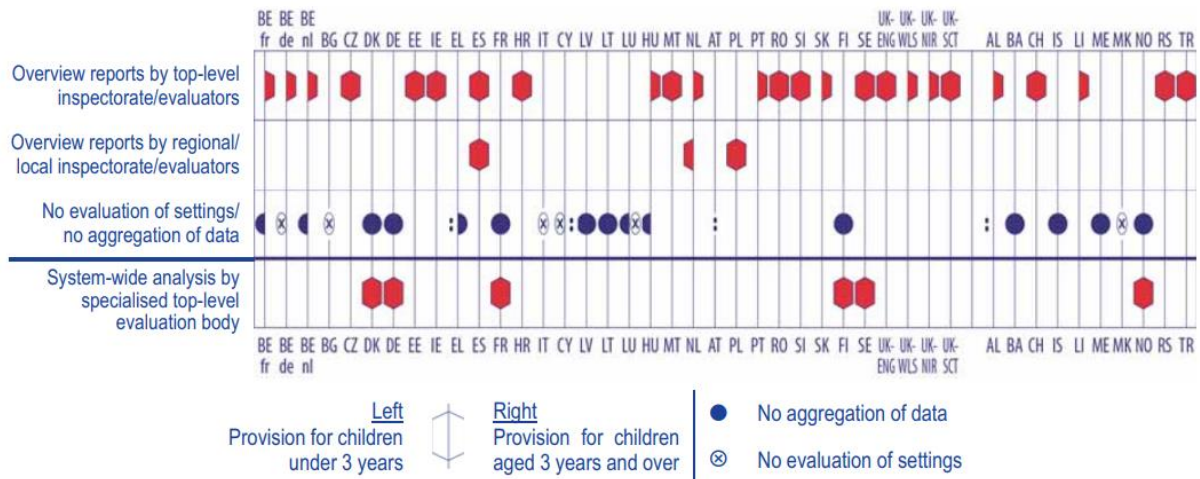 BE BE BE UK- UK- UK- UK-
fr de nl BG CZ DK DE EE IE EL ES FR HR IT CY LV LT LU HU MT NL AT PL PT RO SI SK FI SE ENG WLS NIR SCT AL BA CH IS LI ME MK NO RS TR
Overview reports by top-level
inspectorate/evaluators
Overview reports by regional/
local inspectorate/evaluators
No evaluation of settings/
no aggregation of data
System-wide analysis by
specialised top-level
evaluation body
BE BE BE BG CZ DK DE EE IE EL ES FR HR IT CY LV LT LU HU MT NL AT PL PT RO SI SK FI SE UK- UK- UK- UK- AL BA CH IS LI ME MK NO RS TR
fr de nl ENG WLS NIR SCT
Left
Provision for children
under 3 years
Right
Provision for children
aged 3 years and over
No aggregation of data
No evaluation of settings